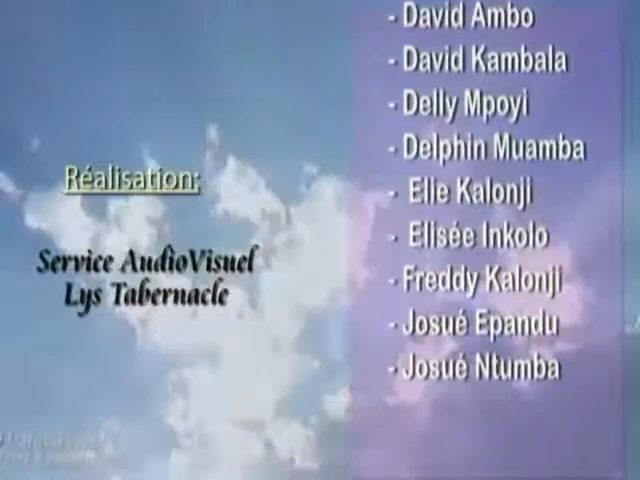 Réalisation:
Service AudioVisuel
Lys Tabernacle
- David Ambo
- David Kambala
- Delly Mpoyi
- Delphin Muamba
- Elie Kalonji
- Elisée Inkolo
- Freddy Kalonji
- Josué Epandu
- Josué Ntumba